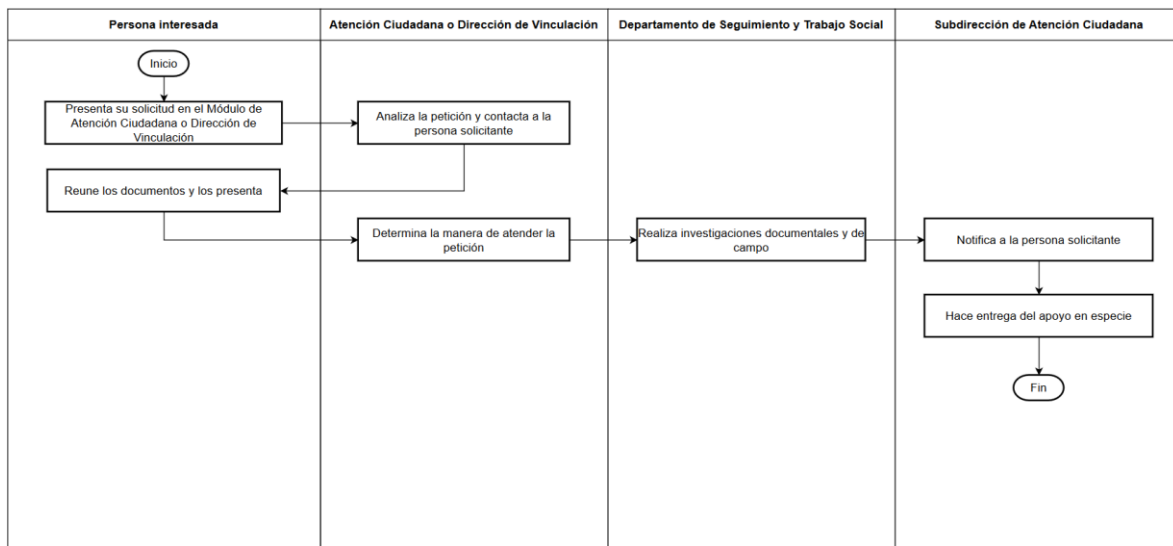 Persona interesada
Atención Ciudadana o Dirección de Vinculación
Departamento de Seguimiento y Trabajo Social
Subdirección de Atención Ciudadana
Inicio
Presenta su solicitud en el Módulo de
Atención Ciudadana o Dirección de
Vinculación
Analiza la petición y contacta a la
persona solicitante
Reune los documentos y los presenta
Determina la manera de atender la
petición
Realiza investigaciones documentales y de
campo
Notifica a la persona solicitante
Hace entrega del apoyo en especie
Fin